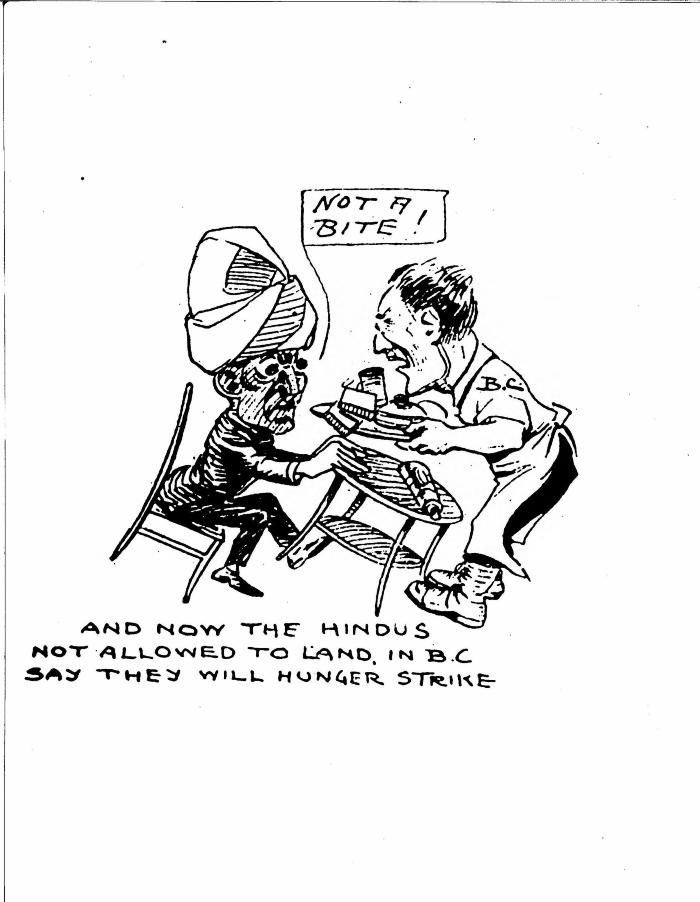 NOT A
BITE!
B.C.
AND NOW THE HINDUS
NOT ALLOWED TO LAND, IN B.C
SAY THEY WILL HUNGER STRIKE